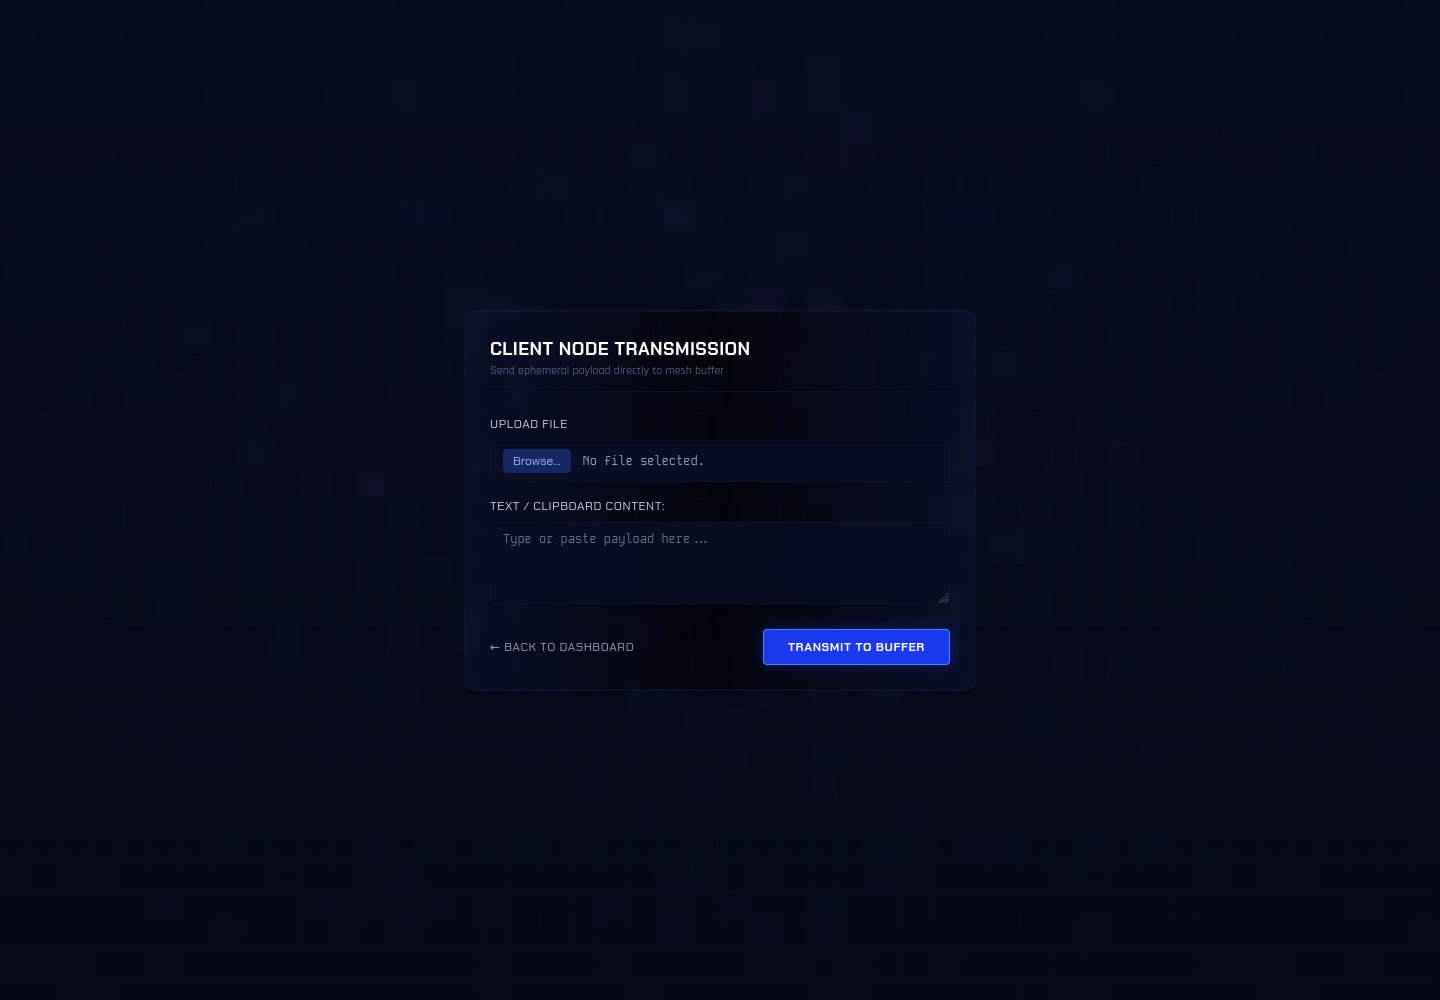 CLIENT NODE TRANSMISSION
Send ephemeral payload directly to mesh buffer
UPLOAD FILE
Browse... No file selected.
TEXT / CLIPBOARD CONTENT:
Type or paste payload here...
← BACK TO DASHBOARD
TRANSMIT TO BUFFER